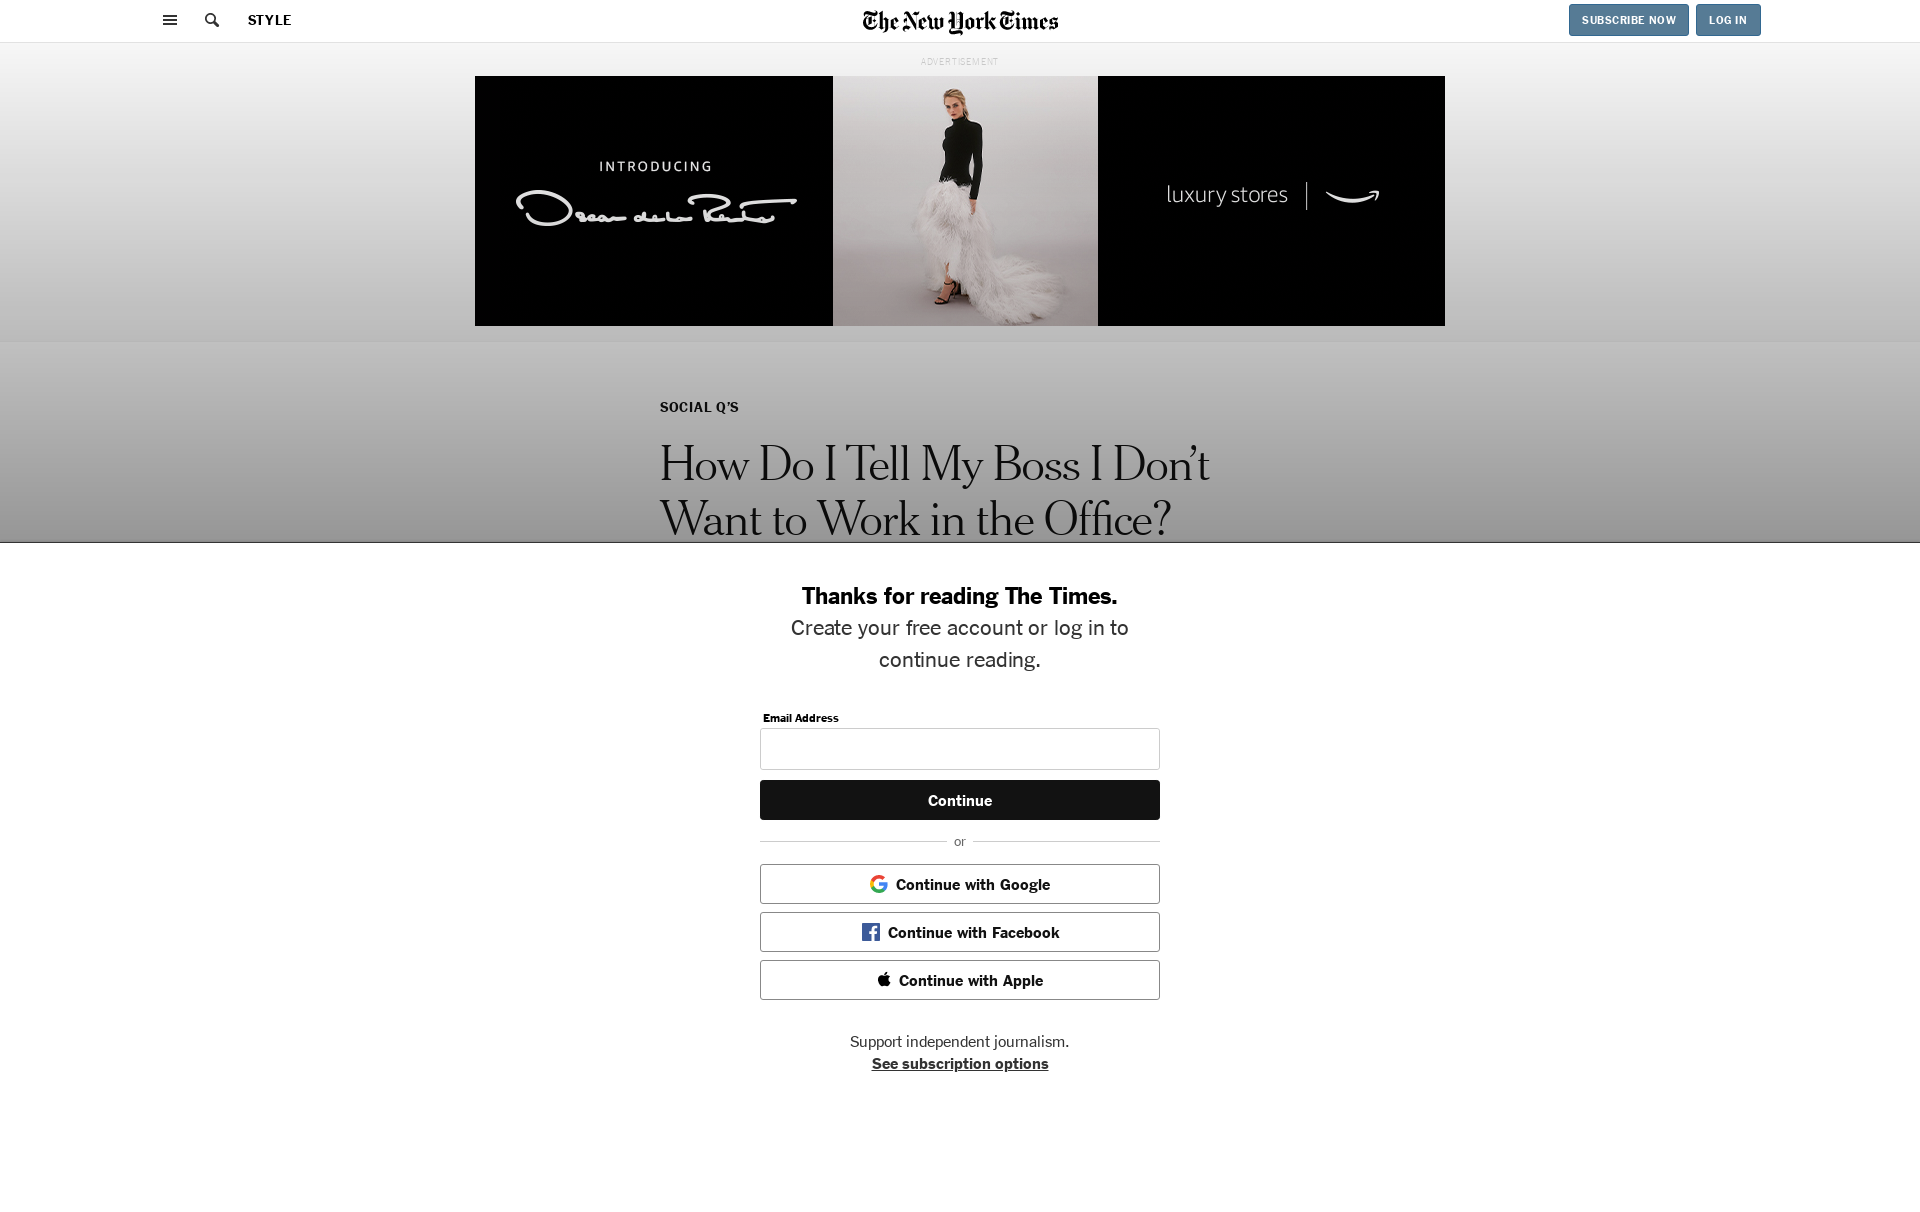 STYLE
The New York Times
SUBSCRIBE NOW
LOG IN
ADVERTISEMENT
INTRODUCING
Oscar de la Renta
luxury stores
SOCIAL Q’S
How Do I Tell My Boss I Don’t
Want to Work in the Office?
Thanks for reading The Times.
Create your free account or log in to
continue reading.
Email Address
Continue
or
Continue with Google
Continue with Facebook
Continue with Apple
Support independent journalism.
See subscription options